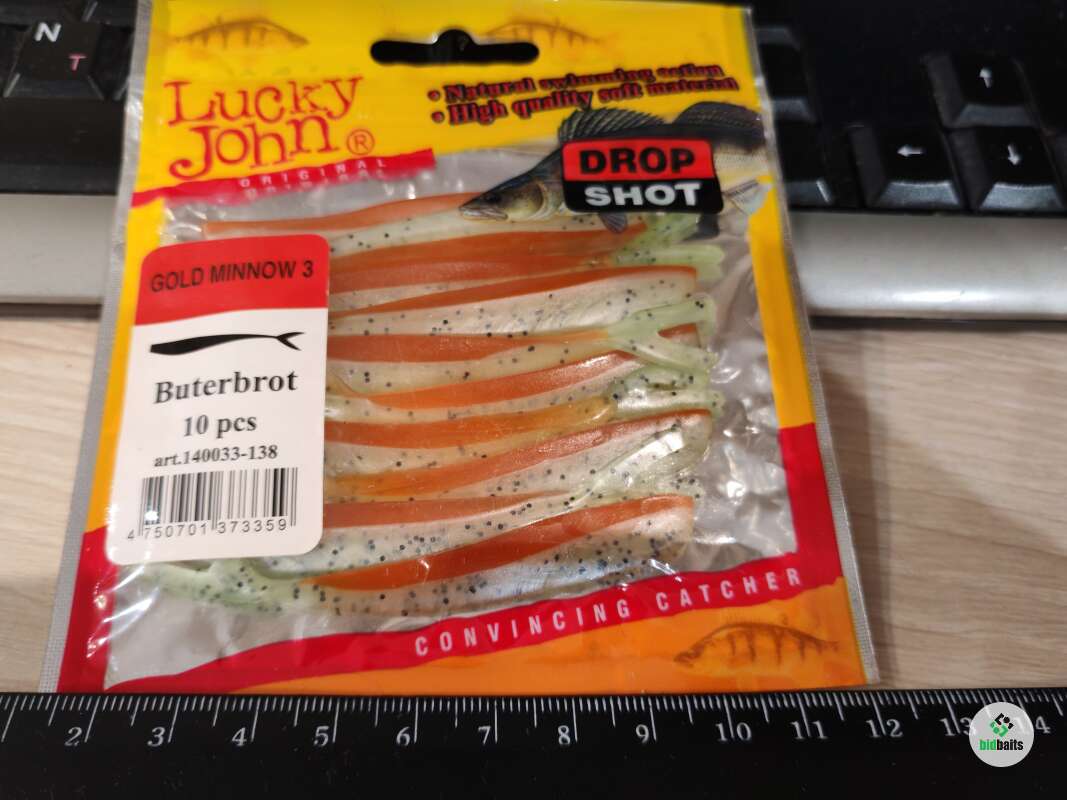 N
T
Lucky
John®
ORIGINAL
• Natural swimming action
• High quality soft material
DROP
SHOT
GOLD MINNOW 3
Buterbrot
10 pcs
art.140033-138
4 750701 373359
CONVINCING CATCHER
2 3 4 5 6 7 8 9 10 11 12 13 4
bidbaits